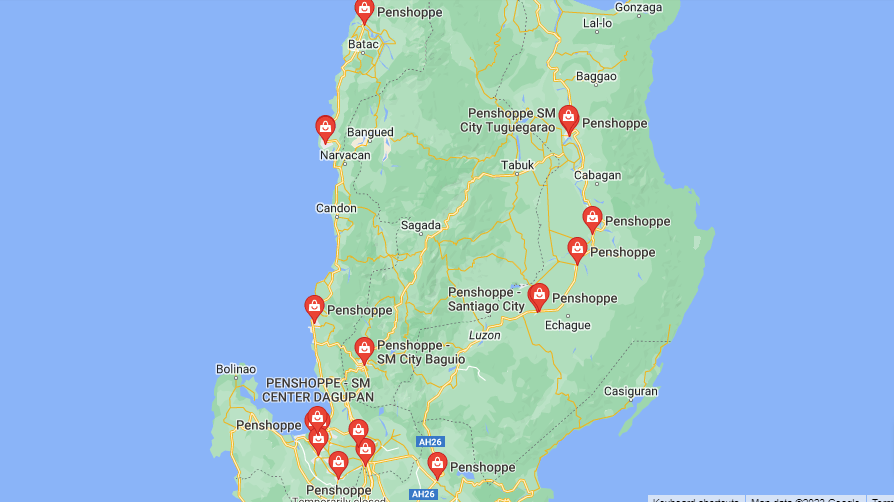 Gonzaga
Penshoppe
Lal-lo
Batac
Baggao
Penshoppe SM
City Tuguegarao
Penshoppe
Bangued
Narvacan
Tabuk
Cabagan
Candon
Sagada
Penshoppe
Penshoppe
Penshoppe -
Santiago City
Penshoppe
Penshoppe
Echague
Luzon
Penshoppe -
SM City Baguio
Bolinao
PENSHOPPE - SM
CENTER DAGUPAN
Casiguran
Penshoppe
AH26
Penshoppe
Penshoppe
Temporarily closed
AH26
Keyboard shortcuts
Map data ©2023 Google